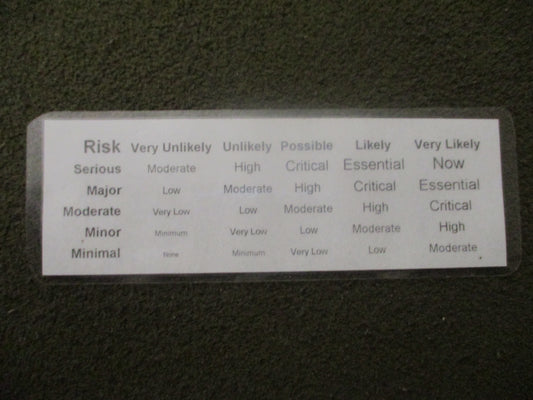 Risk Very Unlikely Unlikely Possible Likely Very Likely
Serious Moderate High Critical Essential Now
Major Low Moderate High Critical Essential
Moderate Very Low Low Moderate High Critical
Minor Minimum Very Low Low Moderate High
Minimal None Minimum Very Low Low Moderate